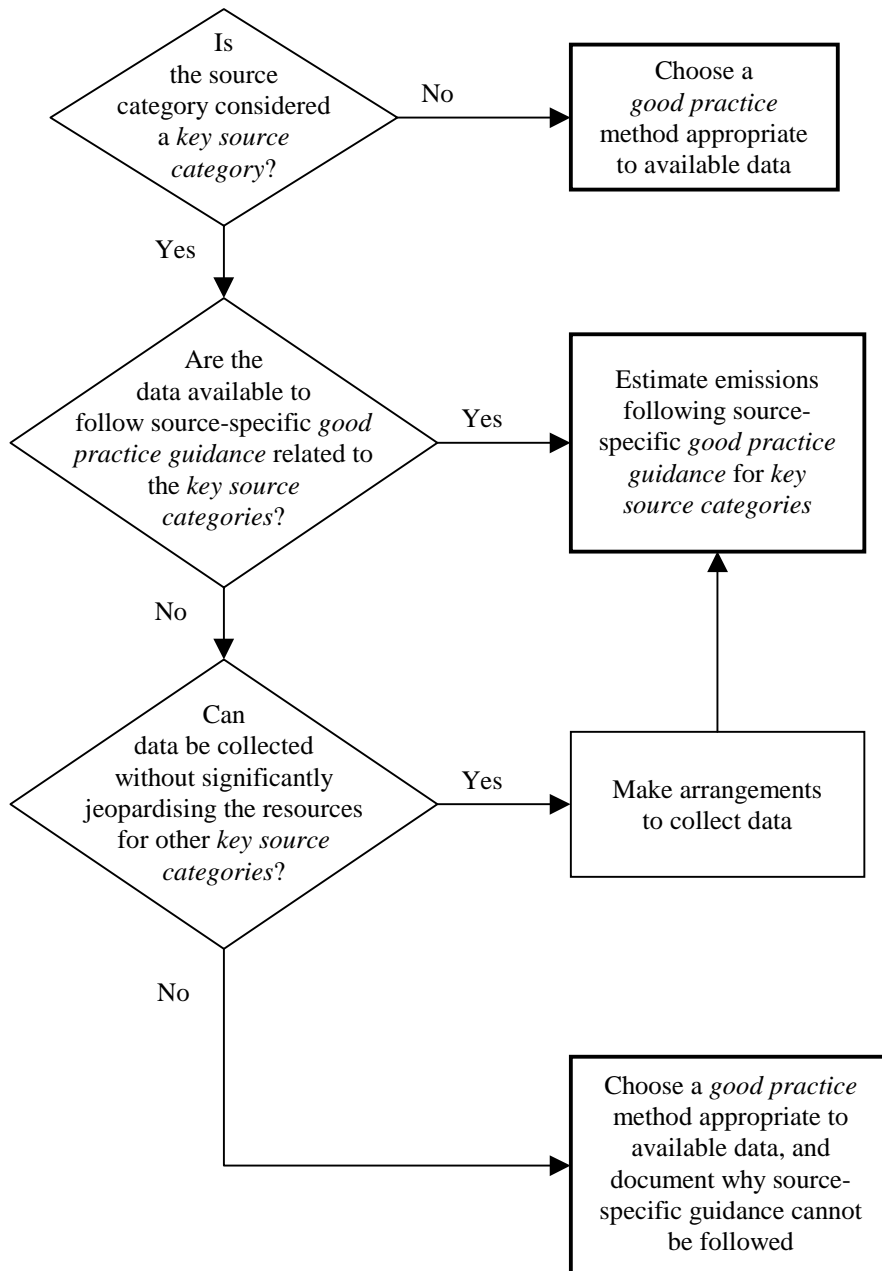 Is
the source
category considered
a key source
category?
No
Choose a
good practice
method appropriate
to available data
Yes
Are the
data available to
follow source-specific good
practice guidance related to
the key source
categories?
Yes
Estimate emissions
following source-
specific good practice
guidance for key
source categories
No
Can
data be collected
without significantly
jeopardising the resources
for other key source
categories?
Yes
Make arrangements
to collect data
No
Choose a good practice
method appropriate to
available data, and
document why source-
specific guidance cannot
be followed